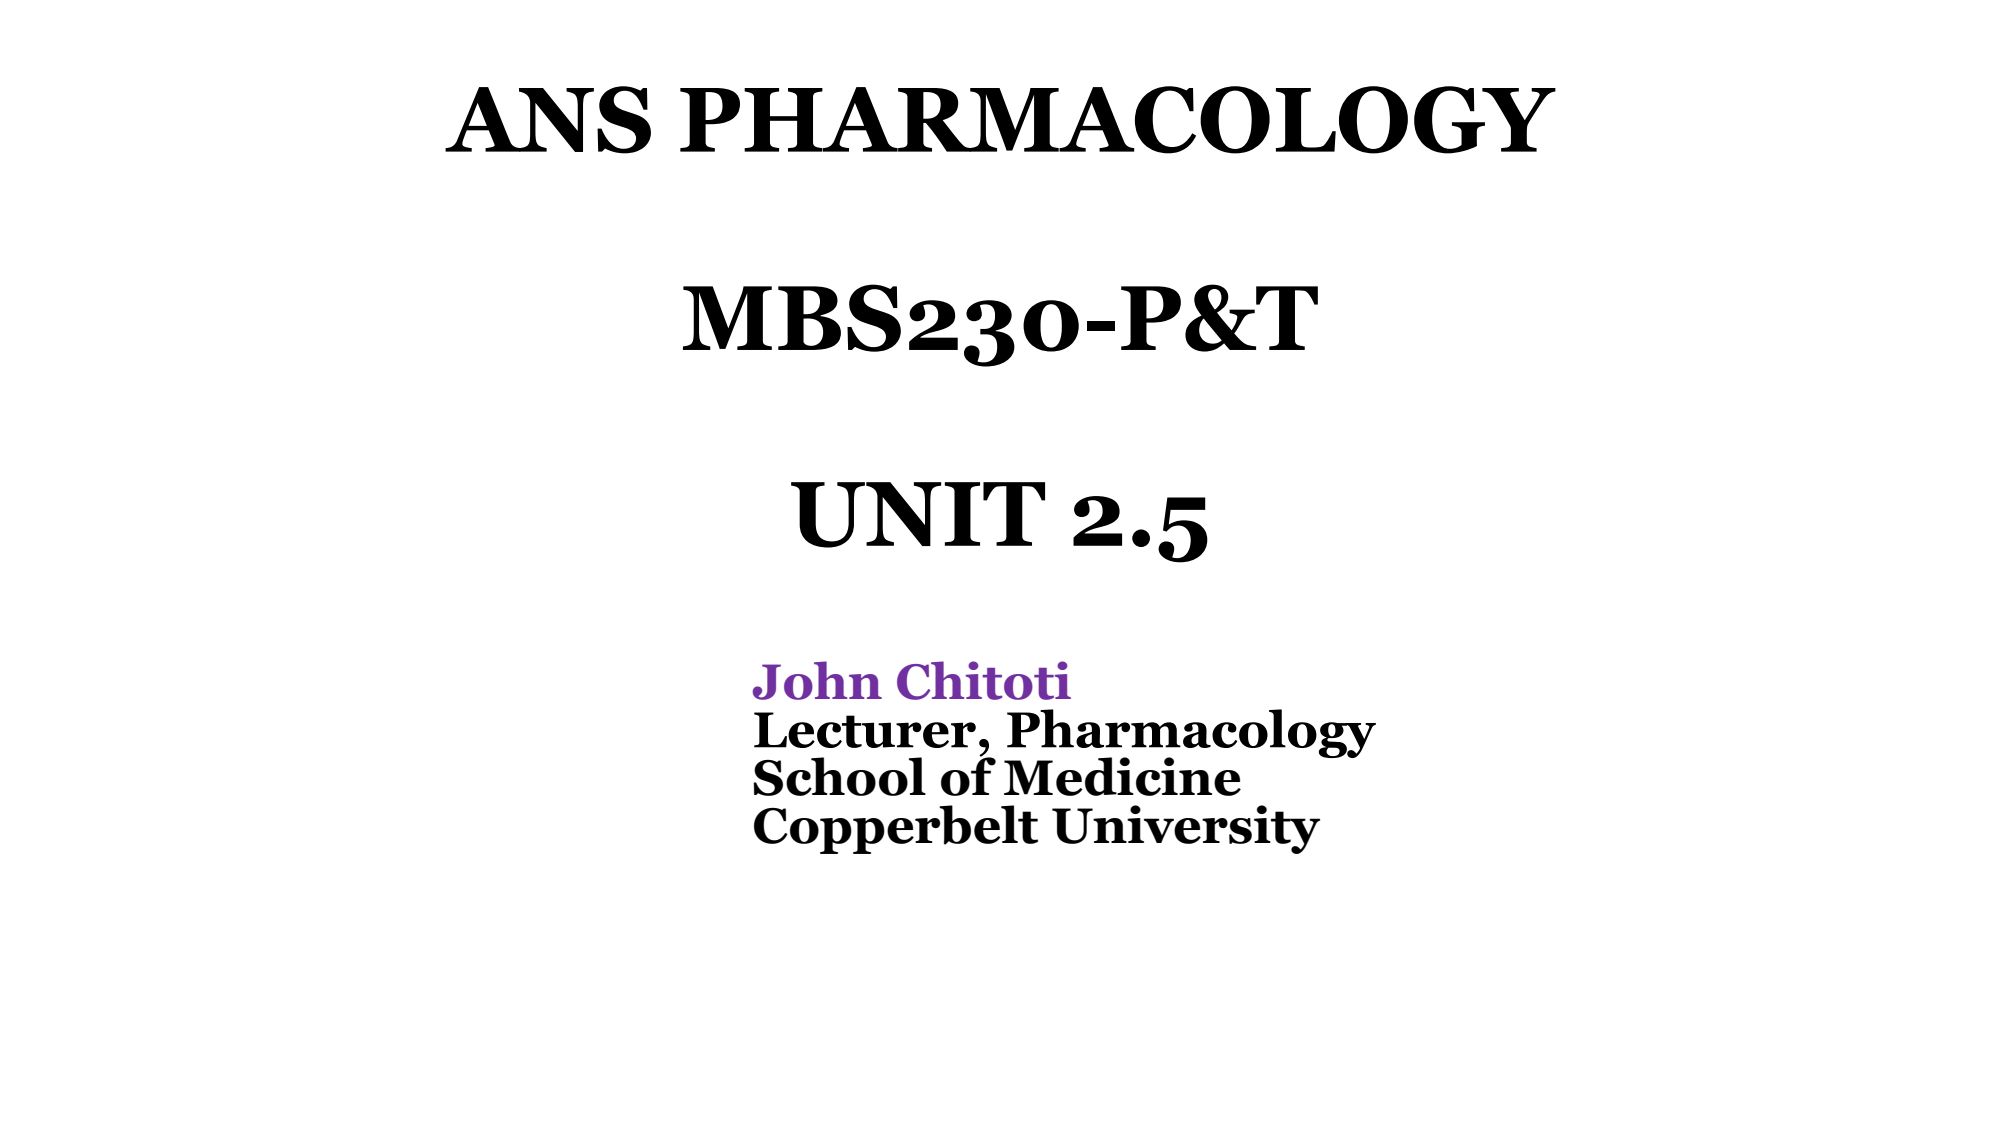 ANS PHARMACOLOGY
MBS230-P&T
UNIT 2.5
John Chitoti
Lecturer, Pharmacology
School of Medicine
Copperbelt University